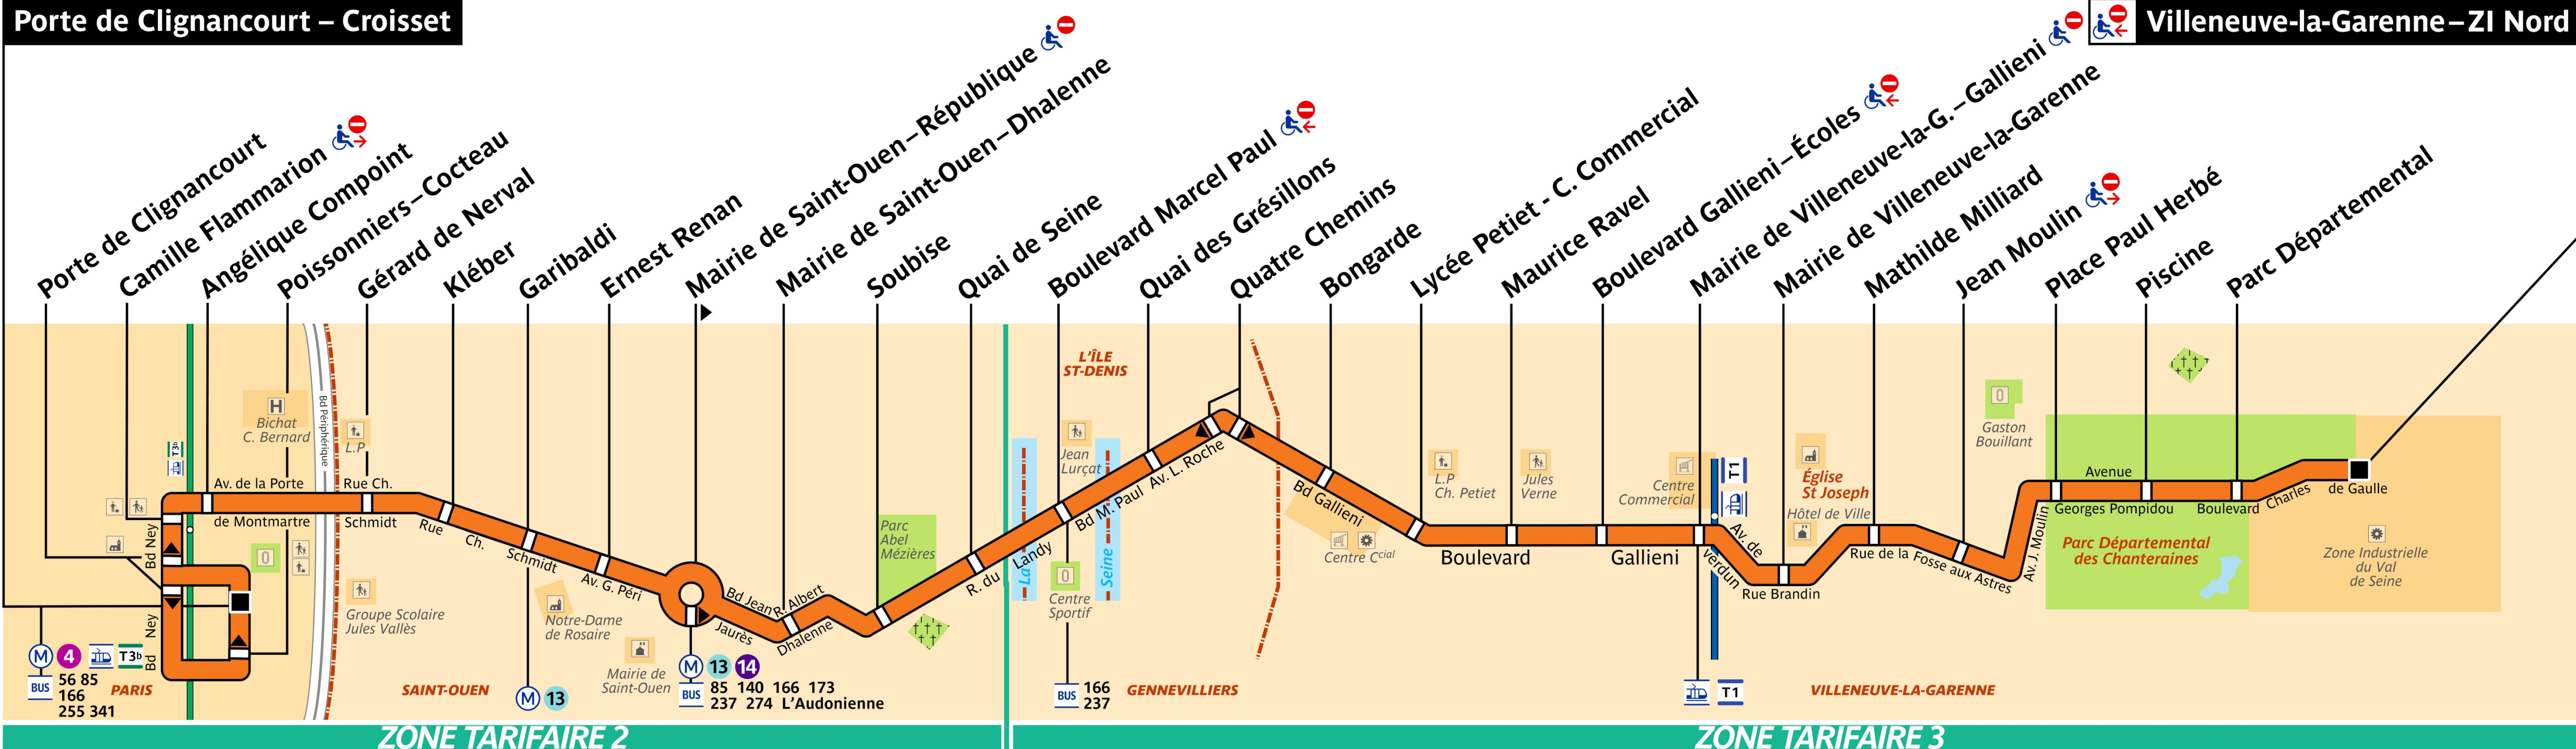 Porte de Clignancourt – Croisset
Villeneuve-la-Garenne – ZI Nord
Porte de Clignancourt
Camille Flammarion
Angélique Compoint
Poissonniers – Cocteau
Gérard de Nerval
Kléber
Garibaldi
Ernest Renan
Mairie de Saint-Ouen – République
Mairie de Saint-Ouen – Dhalenne
Soubise
Quai de Seine
Boulevard Marcel Paul
Quai des Grésillons
Quatre Chemins
Bongarde
Lycée Petiet - C. Commercial
Maurice Ravel
Boulevard Gallieni – Écoles
Mairie de Villeneuve-la-G. – Gallieni
Mairie de Villeneuve-la-Garenne
Mathilde Milliard
Jean Moulin
Place Paul Herbé
Piscine
Parc Départemental
T3b
H
Bichat
C. Bernard
Bd Périphérique
L.P
Av. de la Porte
de Montmartre
Rue Ch.
Schmidt
Rue
Ch.
Schmidt
Av. G. Péri
Bd Ney
Bd Ney
Groupe Scolaire
Jules Vallès
Notre-Dame
de Rosaire
Mairie de
Saint-Ouen
Bd Jean
Jaurès
R. Albert
Dhalenne
Parc
Abel
Mézières
R. du Landy
La
Seine
L'ÎLE
ST-DENIS
Jean
Lurçat
Bd M. Paul
Av. L. Roche
Centre
Sportif
Bd Gallieni
Centre Ccial
L.P
Ch. Petiet
Jules
Verne
Boulevard
Gallieni
Centre
Commercial
T1
Av. de
Verdun
Rue Brandin
Église
St Joseph
Hôtel de Ville
Rue de la
Fosse aux Astres
Av. J. Moulin
Gaston
Bouillant
Avenue
Georges Pompidou
Boulevard
Charles
de Gaulle
Parc Départemental
des Chanteraines
Zone Industrielle
du Val
de Seine
M 4 T3b
BUS 56 85
166
255 341
PARIS
SAINT-OUEN
M 13
M 13 14
BUS 85 140 166 173
237 274 L'Audonienne
BUS 166
237
GENNEVILLIERS
T1
VILLENEUVE-LA-GARENNE
ZONE TARIFAIRE 2
ZONE TARIFAIRE 3